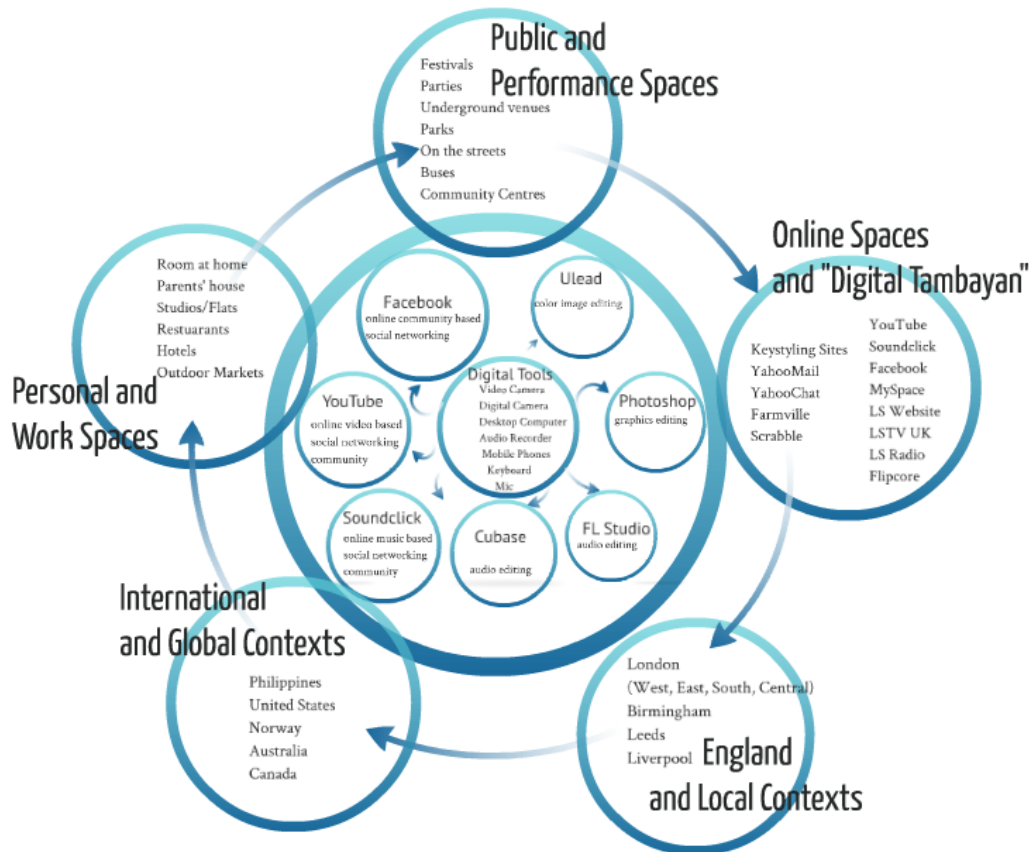 Public and
Performance Spaces
Festivals
Parties
Underground venues
Parks
On the streets
Buses
Community Centres
Online Spaces
and "Digital Tambayan"
Keystyling Sites
YahooMail
YahooChat
Farmville
Scrabble
YouTube
Soundclick
Facebook
MySpace
LS Website
LSTV UK
LS Radio
Flipcore
London
(West, East, South, Central)
Birmingham
Leeds
Liverpool
England
and Local Contexts
International
and Global Contexts
Philippines
United States
Norway
Australia
Canada
Room at home
Parents' house
Studios/Flats
Restuarants
Hotels
Outdoor Markets
Personal and
Work Spaces
Facebook
online community based
social networking
Ulead
color image editing
Digital Tools
Video Camera
Digital Camera
Desktop Computer
Audio Recorder
Mobile Phones
Keyboard
Mic
Photoshop
graphics editing
YouTube
online video based
social networking
community
Soundclick
online music based
social networking
community
Cubase
audio editing
FL Studio
audio editing